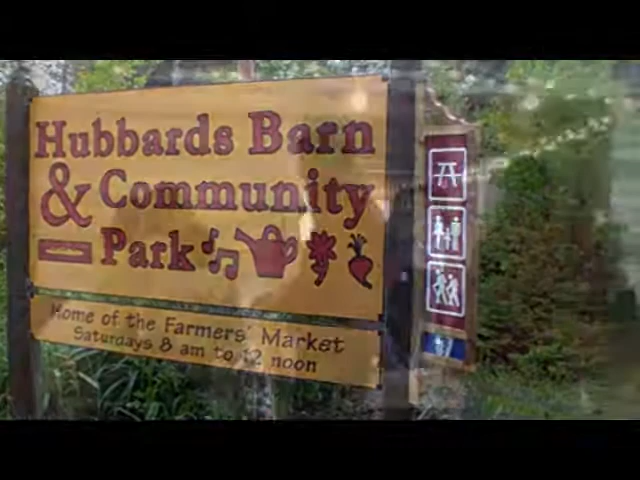 Hubbards Barn
& Community
Park
Home of the Farmers' Market
Saturdays 8 am to 12 noon